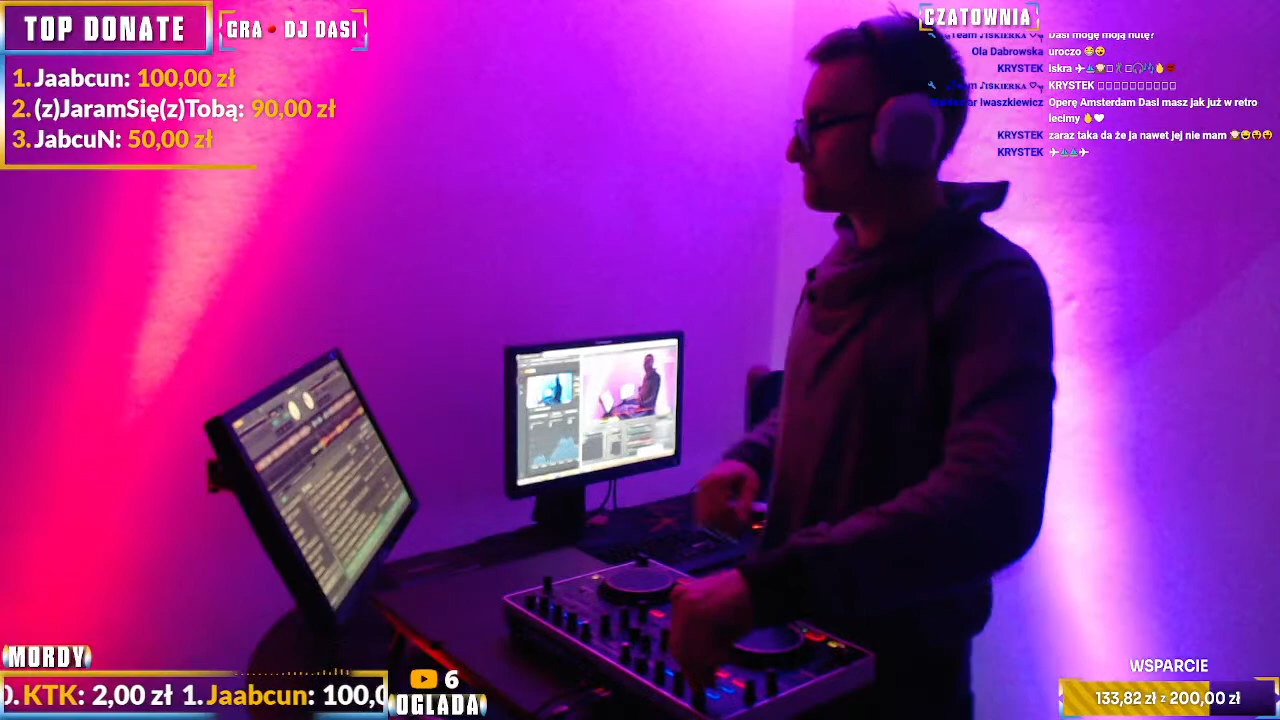 TOP DONATE
GRA • DJ DASI
1. Jaabcun: 100,00 zł
2. (z)JaramSię(z)Tobą: 90,00 zł
3. JabcuN: 50,00 zł
CZATOWNIA
Dasi mogę moją nutę?
Ola Dabrowska uroczo 🥰😄
KRYSTEK Iskra
KRYSTEK
Iwaszkiewicz Operę Amsterdam Dasi masz jak już w retro
lecimy
KRYSTEK zaraz taka da że ja nawet jej nie mam
KRYSTEK
MORDY
0. KTK: 2,00 zł 1. Jaabcun: 100,0
6
OGLĄDA
WSPARCIE
133,82 zł z 200,00 zł